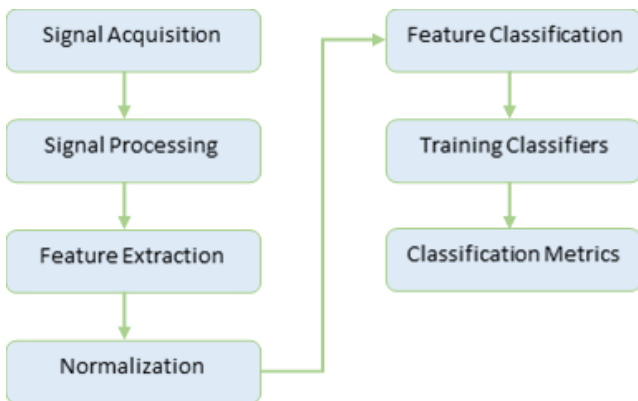 Signal Acquisition
Signal Processing
Feature Extraction
Normalization
Feature Classification
Training Classifiers
Classification Metrics